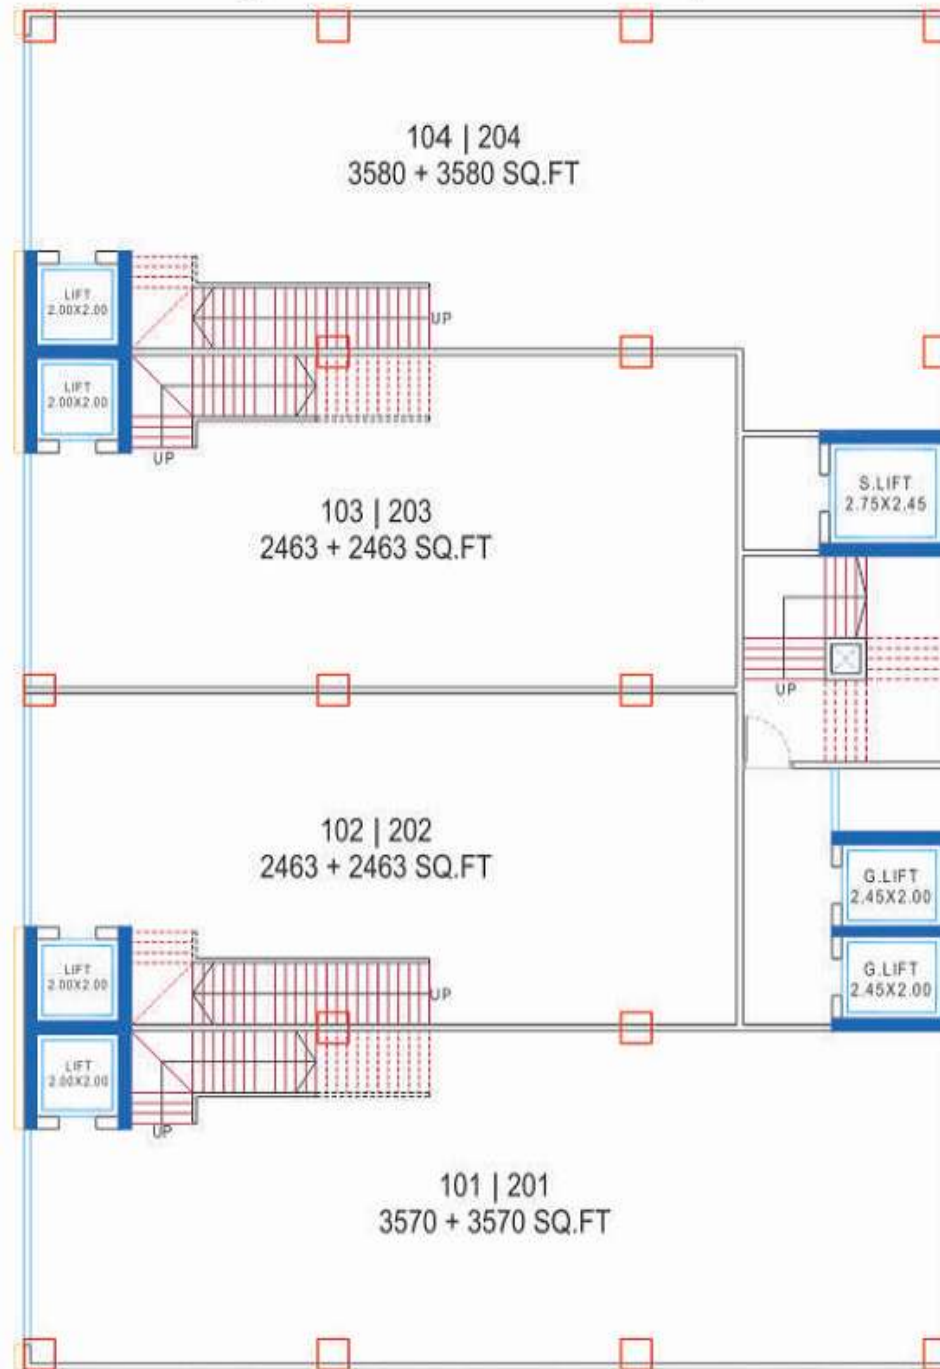 104 | 204
3580 + 3580 SQ.FT
LIFT
2.00X2.00
UP
LIFT
2.00X2.00
UP
S.LIFT
2.75X2.45
103 | 203
2463 + 2463 SQ.FT
UP
102 | 202
2463 + 2463 SQ.FT
G.LIFT
2.45X2.00
LIFT
2.00X2.00
UP
G.LIFT
2.45X2.00
LIFT
2.00X2.00
UP
101 | 201
3570 + 3570 SQ.FT